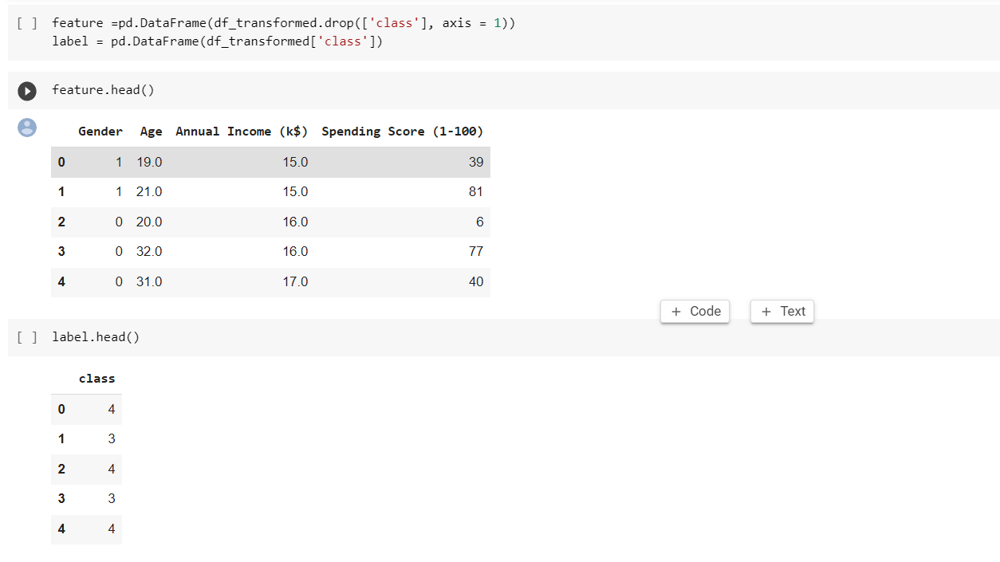 [ ] feature =pd.DataFrame(df_transformed.drop(['class'], axis = 1))
label = pd.DataFrame(df_transformed['class'])
feature.head()
Gender Age Annual Income (k$) Spending Score (1-100)
0 1 19.0 15.0 39
1 1 21.0 15.0 81
2 0 20.0 16.0 6
3 0 32.0 16.0 77
4 0 31.0 17.0 40
+ Code + Text
[ ] label.head()
class
0 4
1 3
2 4
3 3
4 4